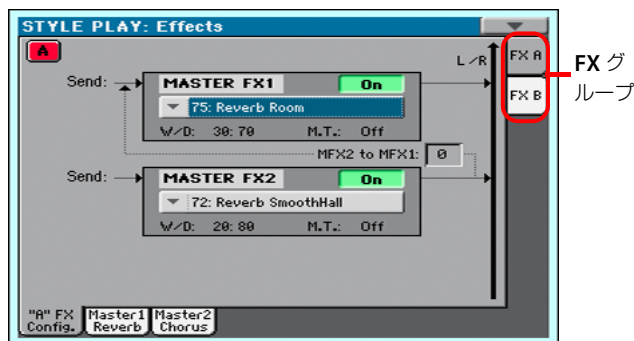 STYLE PLAY: Effects
A
L/R
FX A
FX B
FX グ
ループ
Send:
MASTER FX1
On
75: Reverb Room
W/D: 30:70
M.T.: Off
MFX2 to MFX1: 0
Send:
MASTER FX2
On
72: Reverb SmoothHall
W/D: 20:80
M.T.: Off
"A" FX Config.
Master1 Reverb
Master2 Chorus